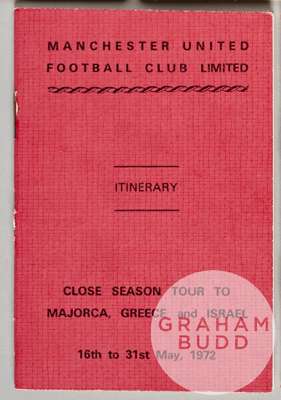 MANCHESTER UNITED
FOOTBALL CLUB LIMITED
ITINERARY
CLOSE SEASON TOUR TO
MAJORCA, GREECE and ISRAEL
GRAHAM
BUDD
16th to 31st May, 1972